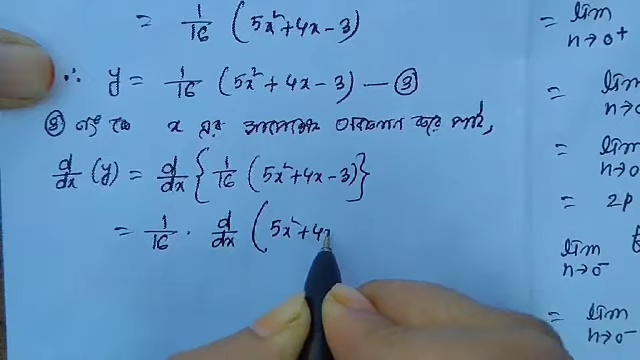 = 1/16 (5x² + 4x - 3)
∴ y = 1/16 (5x² + 4x - 3) — ③
③ নং কে x এর সাপেক্ষে অন্তরীকরণ করে পাই,
d/dx (y) = d/dx { 1/16 (5x² + 4x - 3) }
= 1/16 · d/dx (5x² + 4x
= lim
n→0⁺
= lim
n→0
= lim
n→0
= 2p
lim
n→0⁻
= lim
n→0⁻